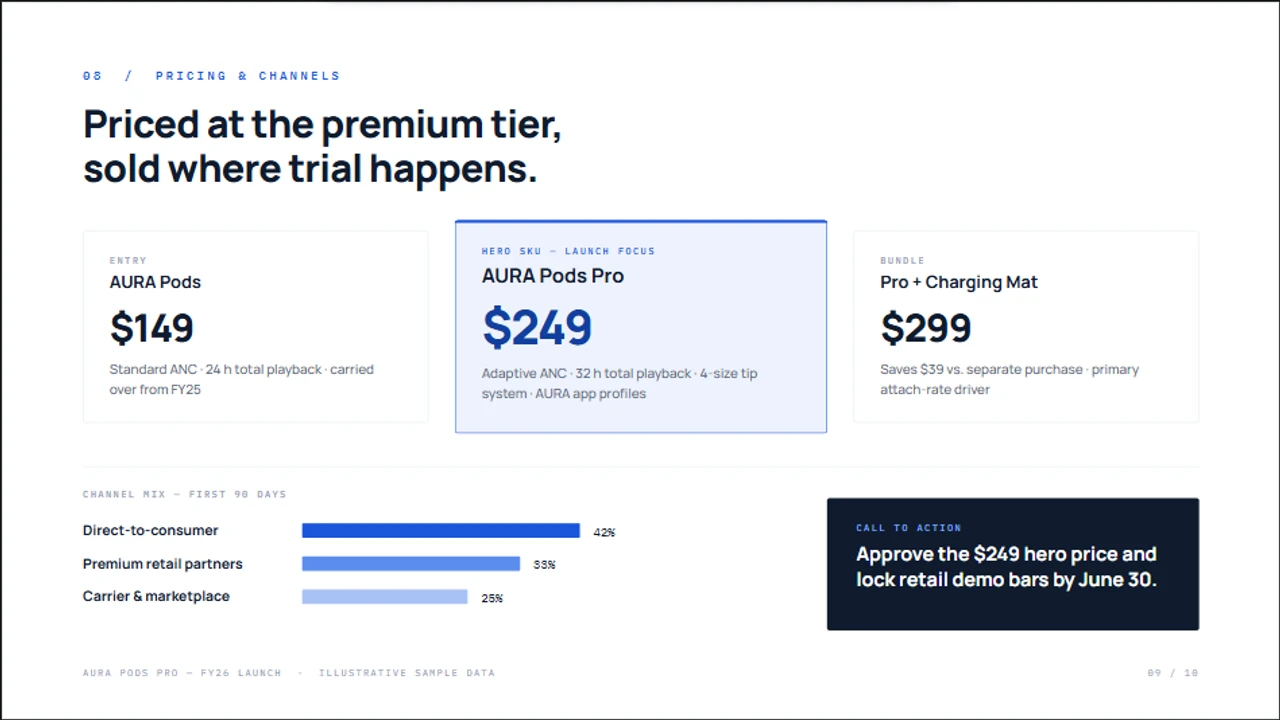 08 / PRICING & CHANNELS
Priced at the premium tier,
sold where trial happens.
ENTRY
AURA Pods
$149
Standard ANC · 24 h total playback · carried
over from FY25
HERO SKU — LAUNCH FOCUS
AURA Pods Pro
$249
Adaptive ANC · 32 h total playback · 4-size tip
system · AURA app profiles
BUNDLE
Pro + Charging Mat
$299
Saves $39 vs. separate purchase · primary
attach-rate driver
CHANNEL MIX — FIRST 90 DAYS
Direct-to-consumer 42%
Premium retail partners 33%
Carrier & marketplace 25%
CALL TO ACTION
Approve the $249 hero price and
lock retail demo bars by June 30.
AURA PODS PRO — FY26 LAUNCH · ILLUSTRATIVE SAMPLE DATA
09 / 10